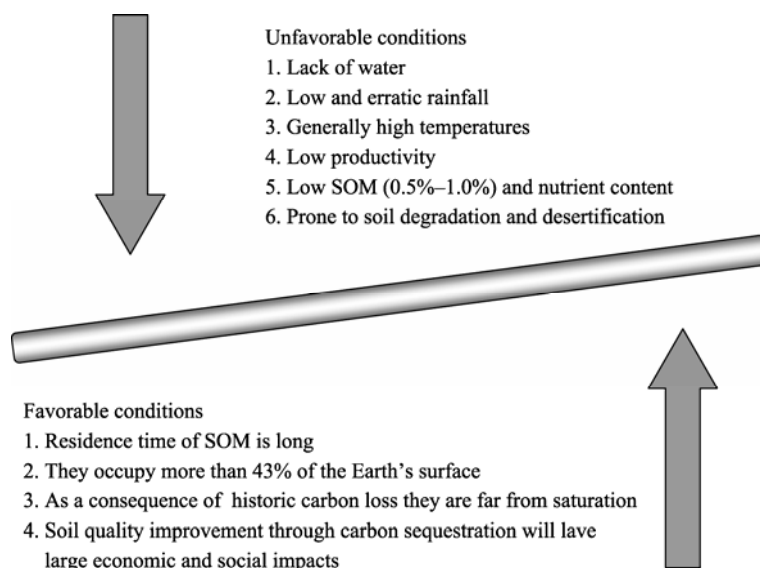 Unfavorable conditions
1. Lack of water
2. Low and erratic rainfall
3. Generally high temperatures
4. Low productivity
5. Low SOM (0.5%–1.0%) and nutrient content
6. Prone to soil degradation and desertification
Favorable conditions
1. Residence time of SOM is long
2. They occupy more than 43% of the Earth’s surface
3. As a consequence of historic carbon loss they are far from saturation
4. Soil quality improvement through carbon sequestration will lave
large economic and social impacts